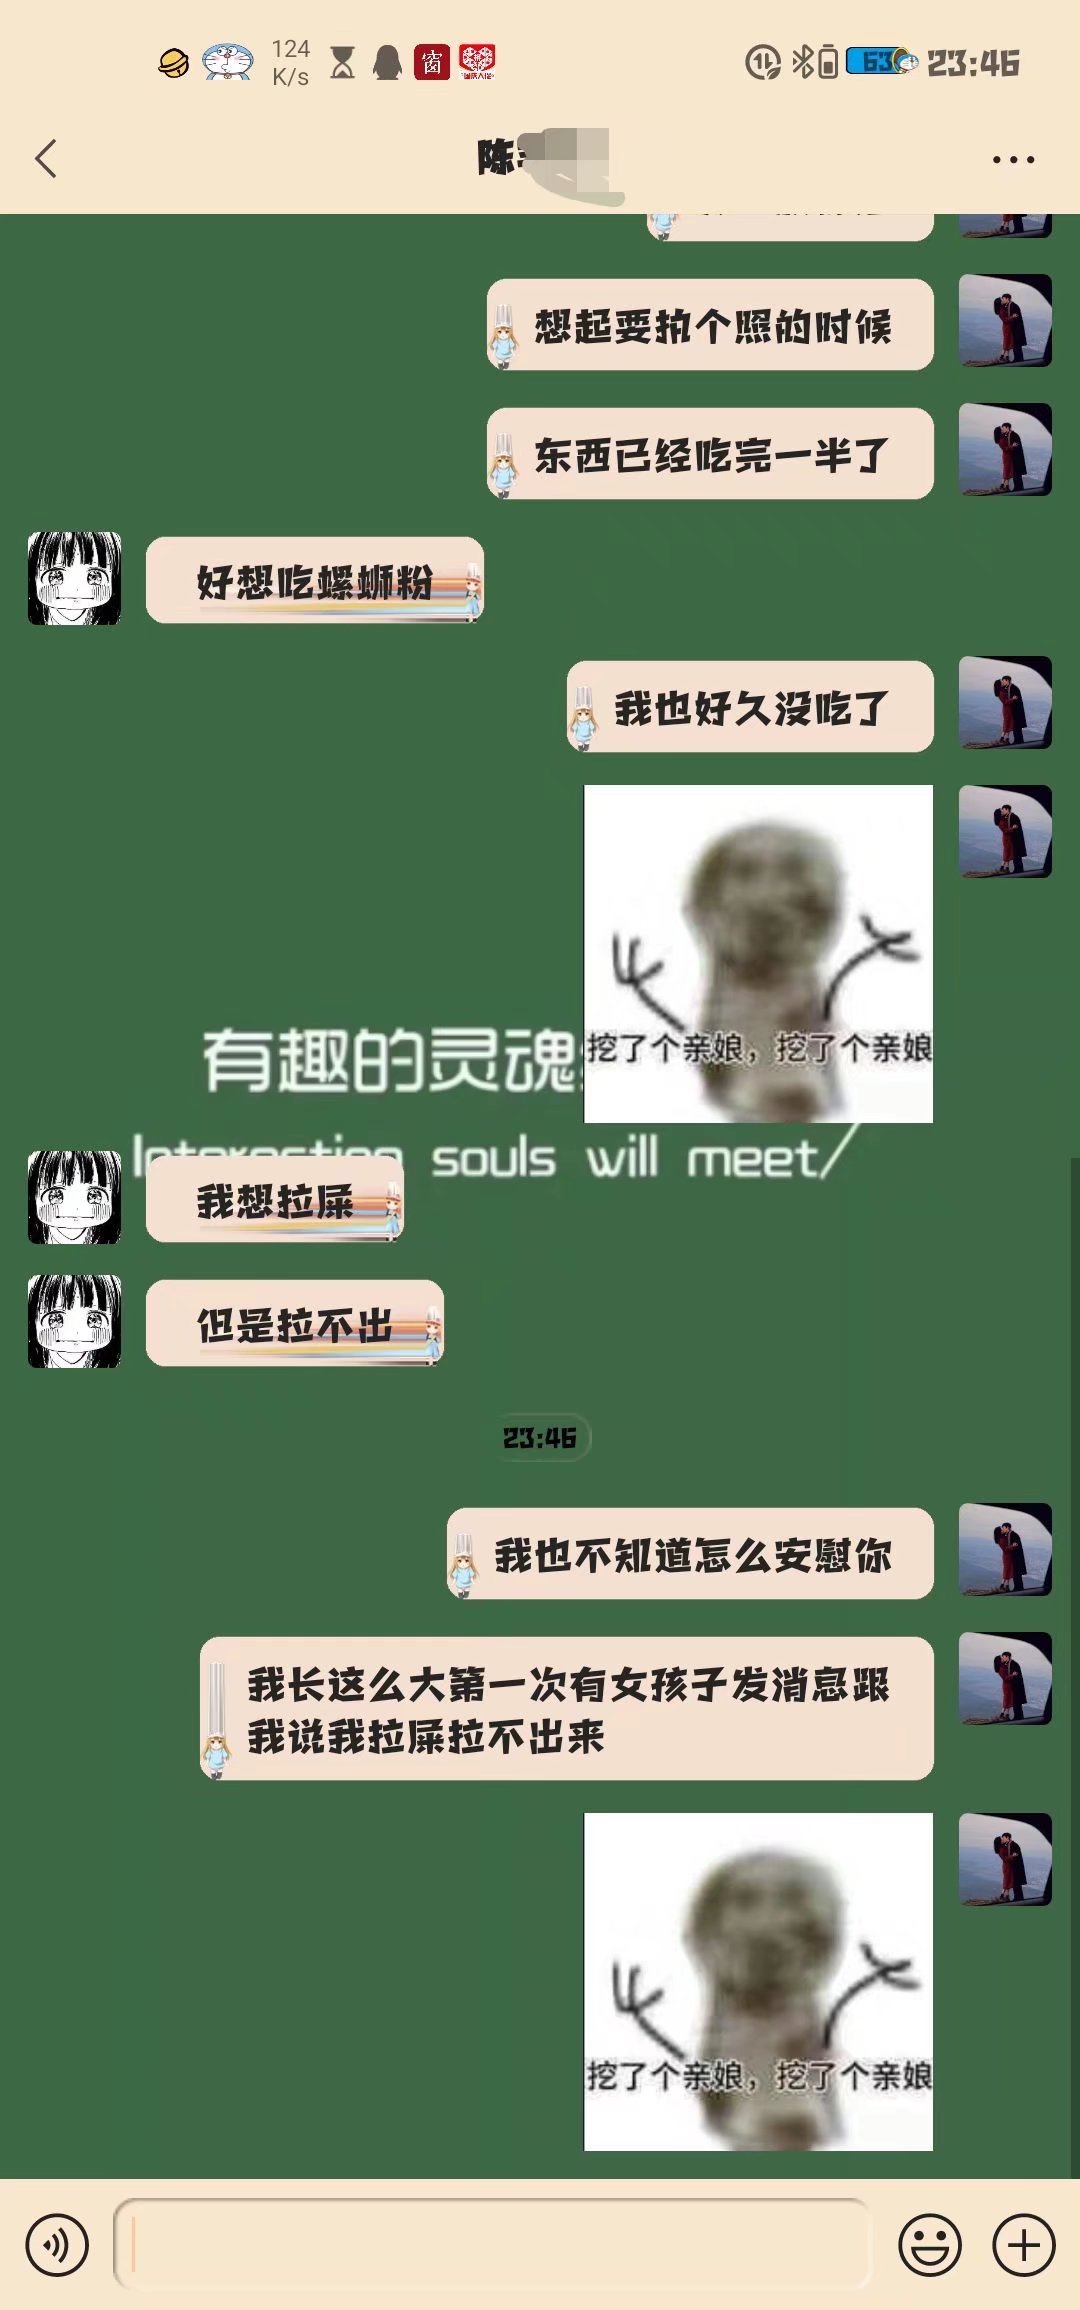 124
K/s
窗
63
23:46
陈
想起要执个照的时候
东西已经吃完一半了
好想吃螺蛳粉
我也好久没吃了
挖了个亲娘，挖了个亲娘
有趣的灵魂
Interesting souls will meet/
我想拉屎
但是拉不出
23:46
我也不知道怎么安慰你
我长这么大第一次有女孩子发消息跟
我说我拉屎拉不出来
挖了个亲娘，挖了个亲娘